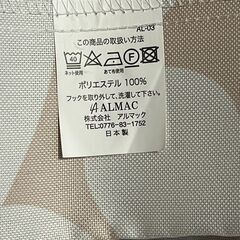 AL-03
この商品の取扱い方法
40
F
ネット使用
あて布使用
ポリエステル 100%
フックを取り外して、洗濯して下さい。
ALMAC
株式会社 アルマック
TEL:0776-83-1752
日本製